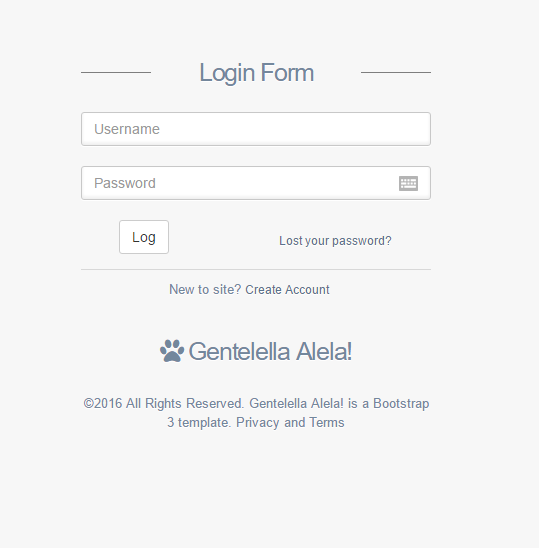 Login Form
Username
Password
Log
Lost your password?
New to site? Create Account
Gentelella Alela!
©2016 All Rights Reserved. Gentelella Alela! is a Bootstrap
3 template. Privacy and Terms